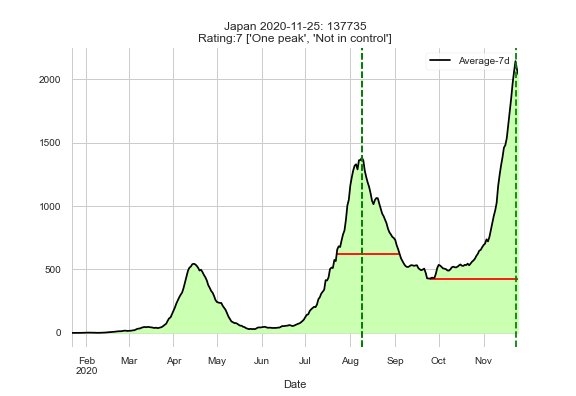 Japan 2020-11-25: 137735
Rating:7 ['One peak', 'Not in control']
Average-7d
2000
1500
1000
500
0
Feb Mar Apr May Jun Jul Aug Sep Oct Nov
2020
Date